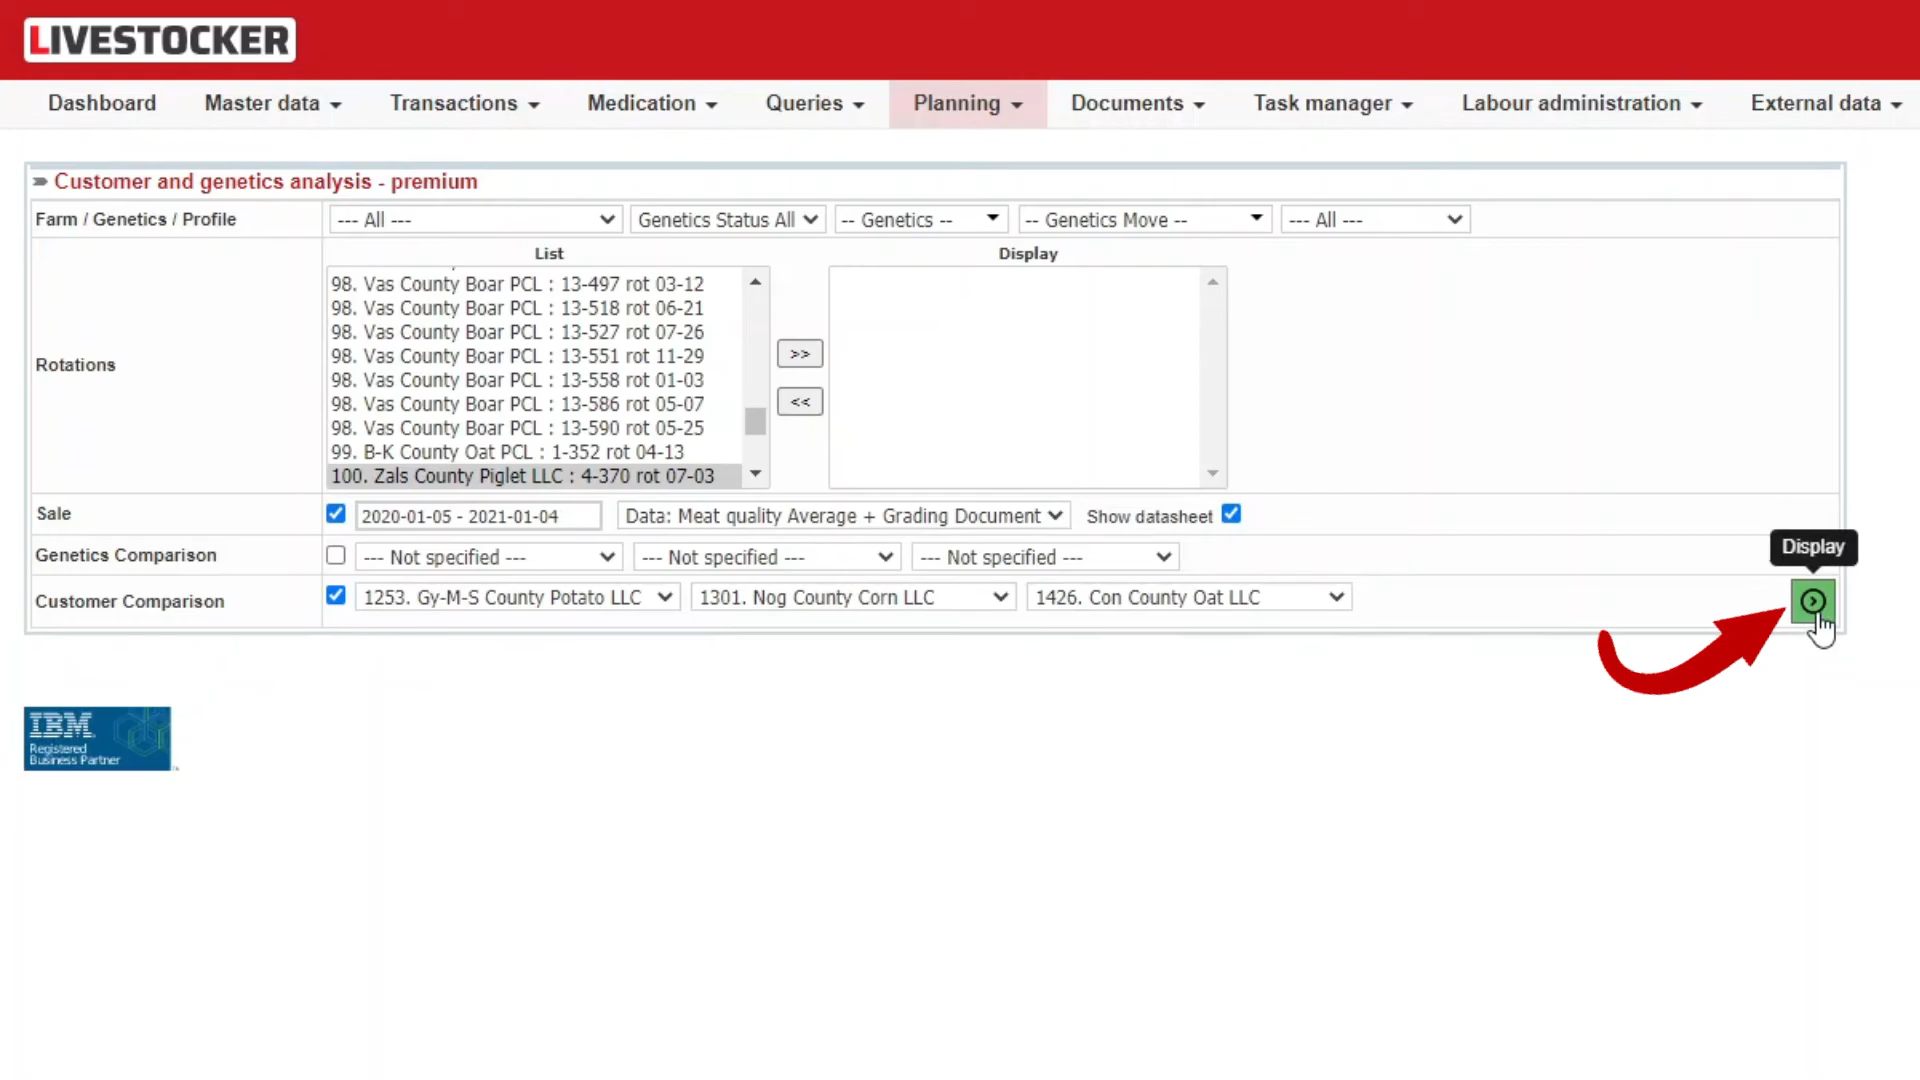 LIVESTOCKER
Dashboard Master data Transactions Medication Queries Planning Documents Task manager Labour administration External data
Customer and genetics analysis - premium
Farm / Genetics / Profile --- All --- Genetics Status All -- Genetics -- -- Genetics Move -- --- All ---
List Display
98. Vas County Boar PCL : 13-497 rot 03-12
98. Vas County Boar PCL : 13-518 rot 06-21
98. Vas County Boar PCL : 13-527 rot 07-26
98. Vas County Boar PCL : 13-551 rot 11-29
98. Vas County Boar PCL : 13-558 rot 01-03
98. Vas County Boar PCL : 13-586 rot 05-07
98. Vas County Boar PCL : 13-590 rot 05-25
99. B-K County Oat PCL : 1-352 rot 04-13
100. Zals County Piglet LLC : 4-370 rot 07-03
>>
<<
Rotations
Sale 2020-01-05 - 2021-01-04 Data: Meat quality Average + Grading Document Show datasheet
Genetics Comparison --- Not specified --- --- Not specified --- --- Not specified ---
Display
Customer Comparison 1253. Gy-M-S County Potato LLC 1301. Nog County Corn LLC 1426. Con County Oat LLC
IBM
Registered
Business Partner